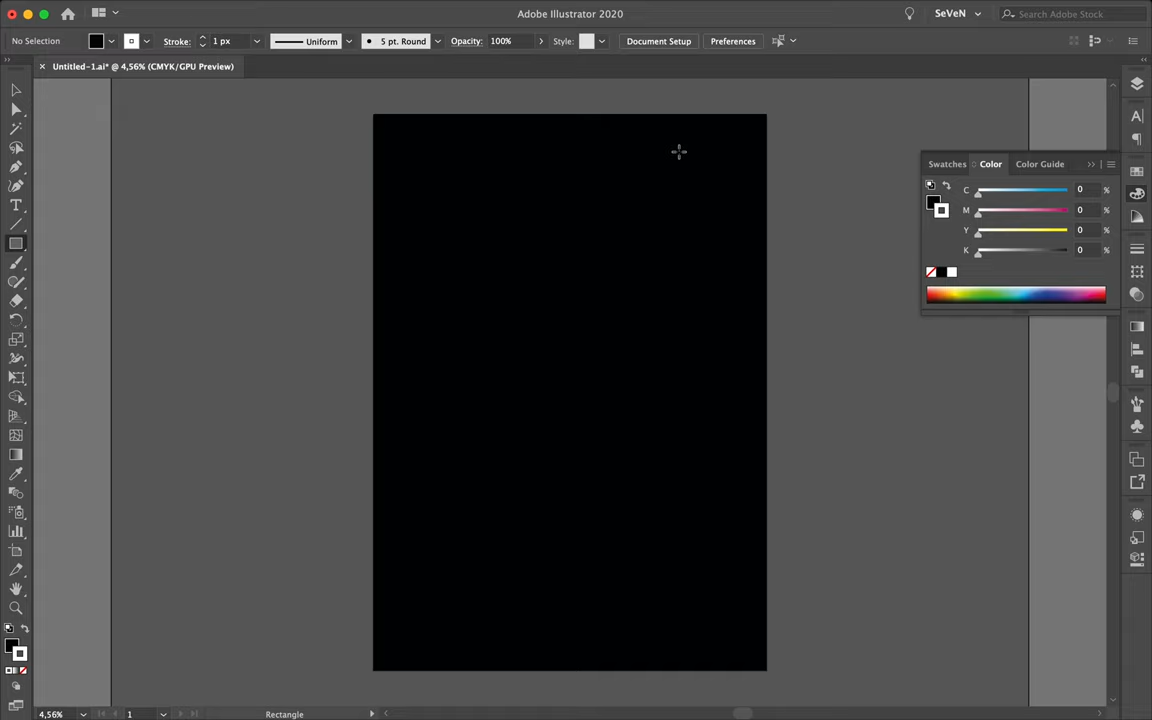 Adobe Illustrator 2020
SeVeN
Search Adobe Stock
No Selection
Stroke:
1 px
Uniform
5 pt. Round
Opacity:
100%
Style:
Document Setup
Preferences
Untitled-1.ai* @ 4,56% (CMYK/GPU Preview)
Swatches
Color
Color Guide
C
0
%
M
0
%
Y
0
%
K
0
%
4,56%
1
Rectangle